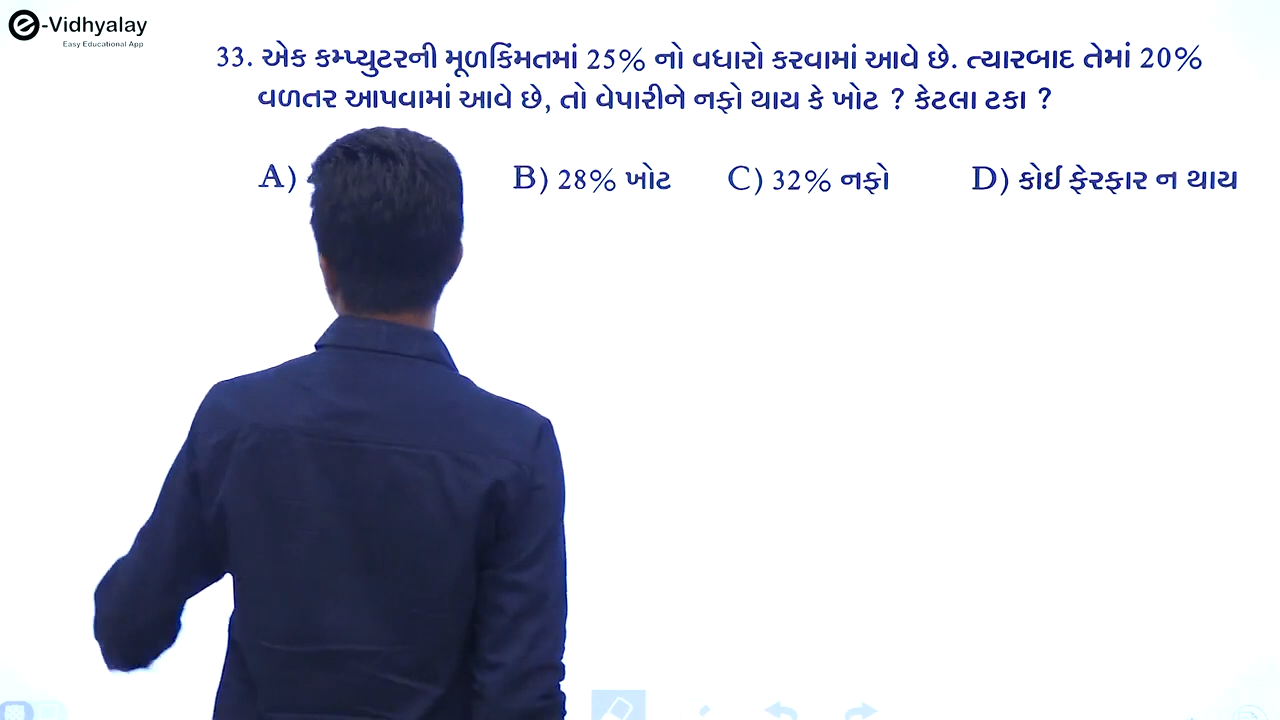 e-Vidhyalay
Easy Educational App
33. એક કમ્પ્યુટરની મૂળકિંમતમાં 25% નો વધારો કરવામાં આવે છે. ત્યારબાદ તેમાં 20%
વળતર આપવામાં આવે છે, તો વેપારીને નફો થાય કે ખોટ ? કેટલા ટકા ?
A) B) 28% ખોટ C) 32% નફો D) કોઈ ફેરફાર ન થાય